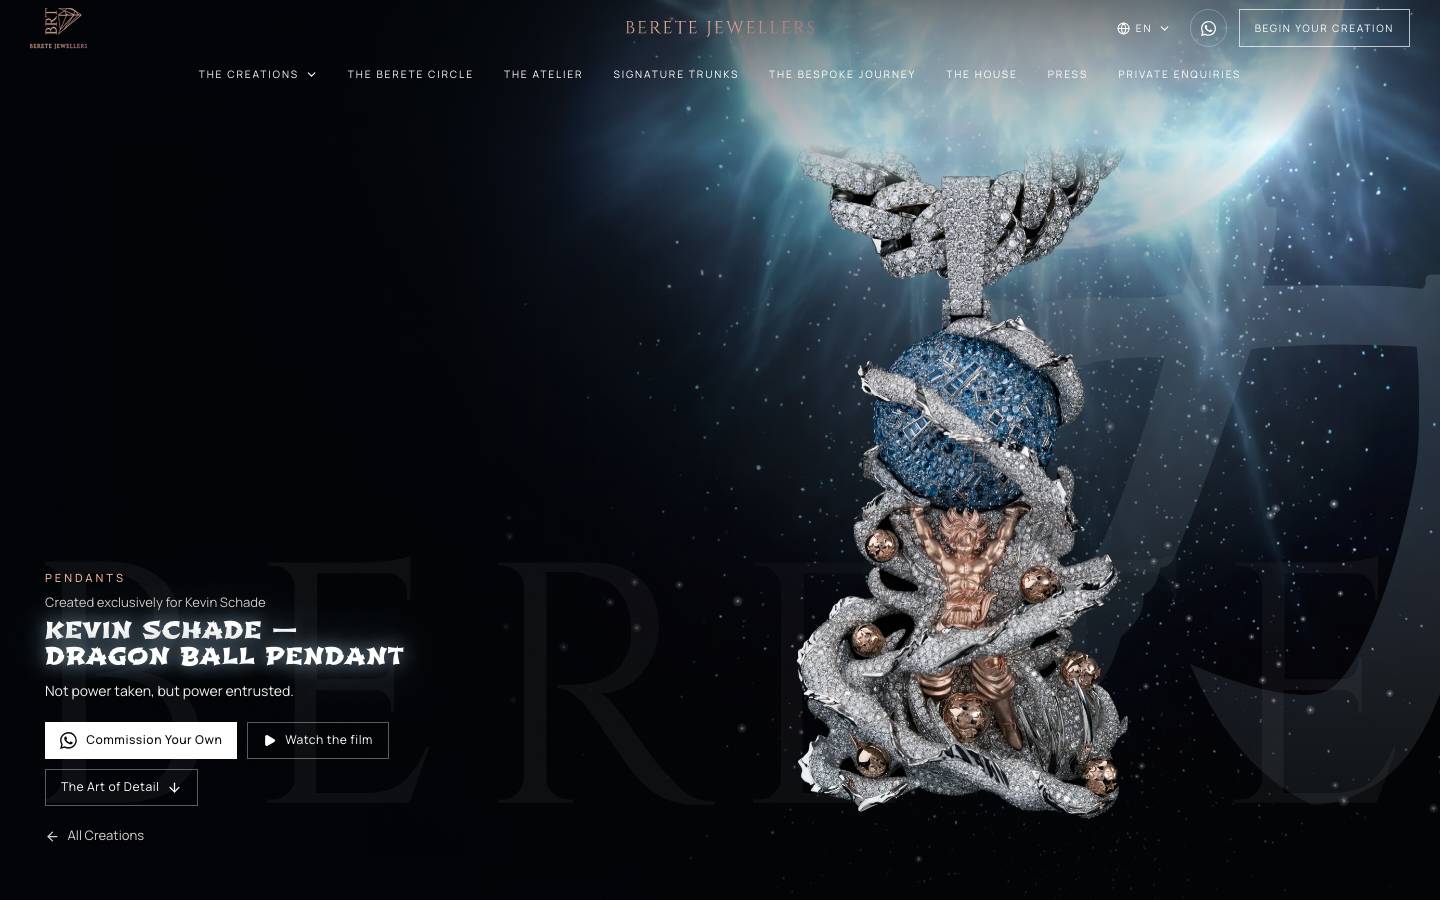 BRT
BERETE JEWELLERS
BERETE JEWELLERS
EN
BEGIN YOUR CREATION
THE CREATIONS
THE BERETE CIRCLE
THE ATELIER
SIGNATURE TRUNKS
THE BESPOKE JOURNEY
THE HOUSE
PRESS
PRIVATE ENQUIRIES
PENDANTS
Created exclusively for Kevin Schade
KEVIN SCHADE —
DRAGON BALL PENDANT
Not power taken, but power entrusted.
Commission Your Own
Watch the film
The Art of Detail
All Creations